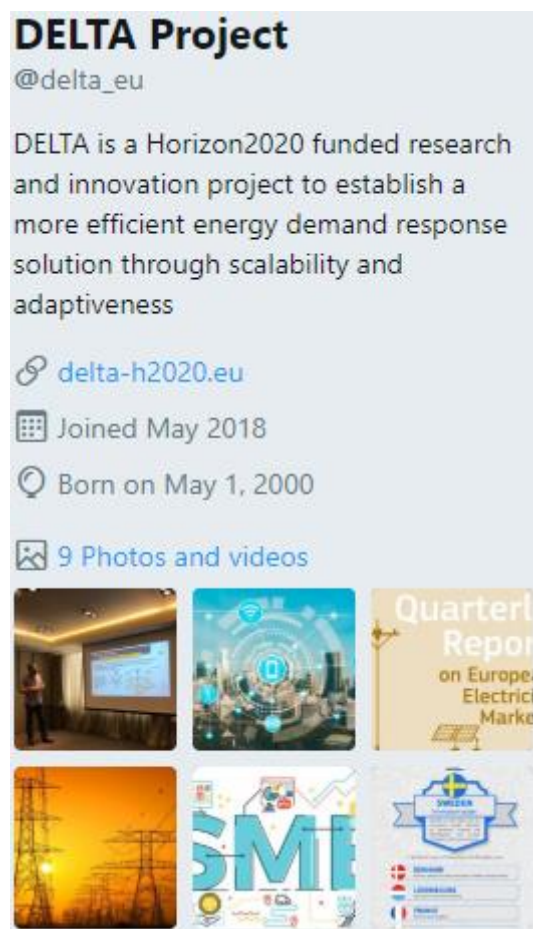 DELTA Project
@delta_eu
DELTA is a Horizon2020 funded research
and innovation project to establish a
more efficient energy demand response
solution through scalability and
adaptiveness
delta-h2020.eu
Joined May 2018
Born on May 1, 2000
9 Photos and videos
Quarterl
Repor
on Europea
Electrici
Marke
SME
SWEDEN
DENMARK
LUXEMBOURG
FRANCE